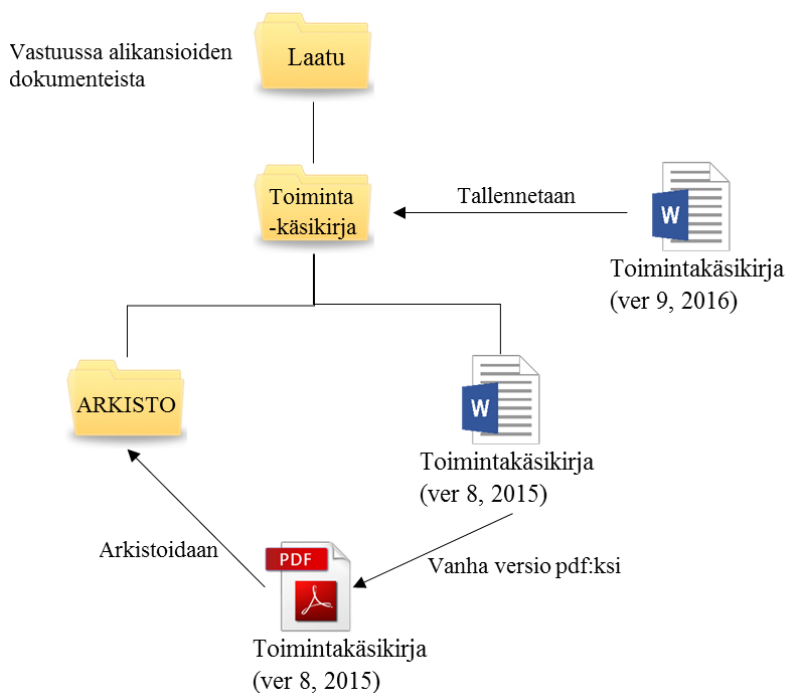 Vastuussa alikansioiden
dokumenteista
Laatu
Toiminta
-käsikirja
Tallennetaan
W
Toimintakäsikirja
(ver 9, 2016)
ARKISTO
W
Toimintakäsikirja
(ver 8, 2015)
Arkistoidaan
PDF
Vanha versio pdf:ksi
Toimintakäsikirja
(ver 8, 2015)